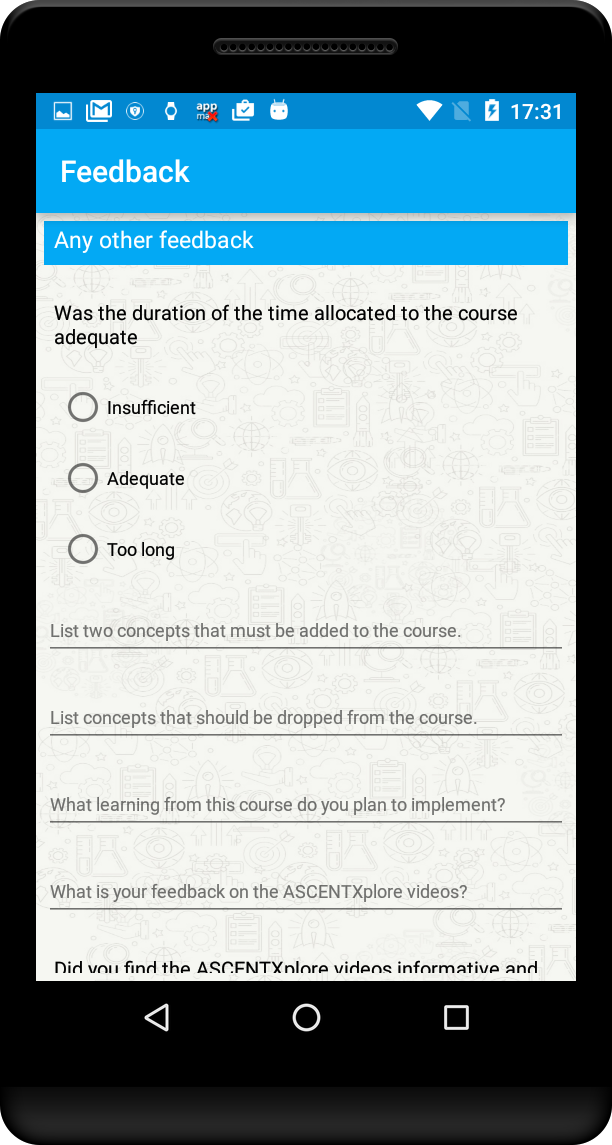 app
max
17:31
Feedback
Any other feedback
Was the duration of the time allocated to the course
adequate
Insufficient
Adequate
Too long
List two concepts that must be added to the course.
List concepts that should be dropped from the course.
What learning from this course do you plan to implement?
What is your feedback on the ASCENTXplore videos?
Did you find the ASCENTXplore videos informative and